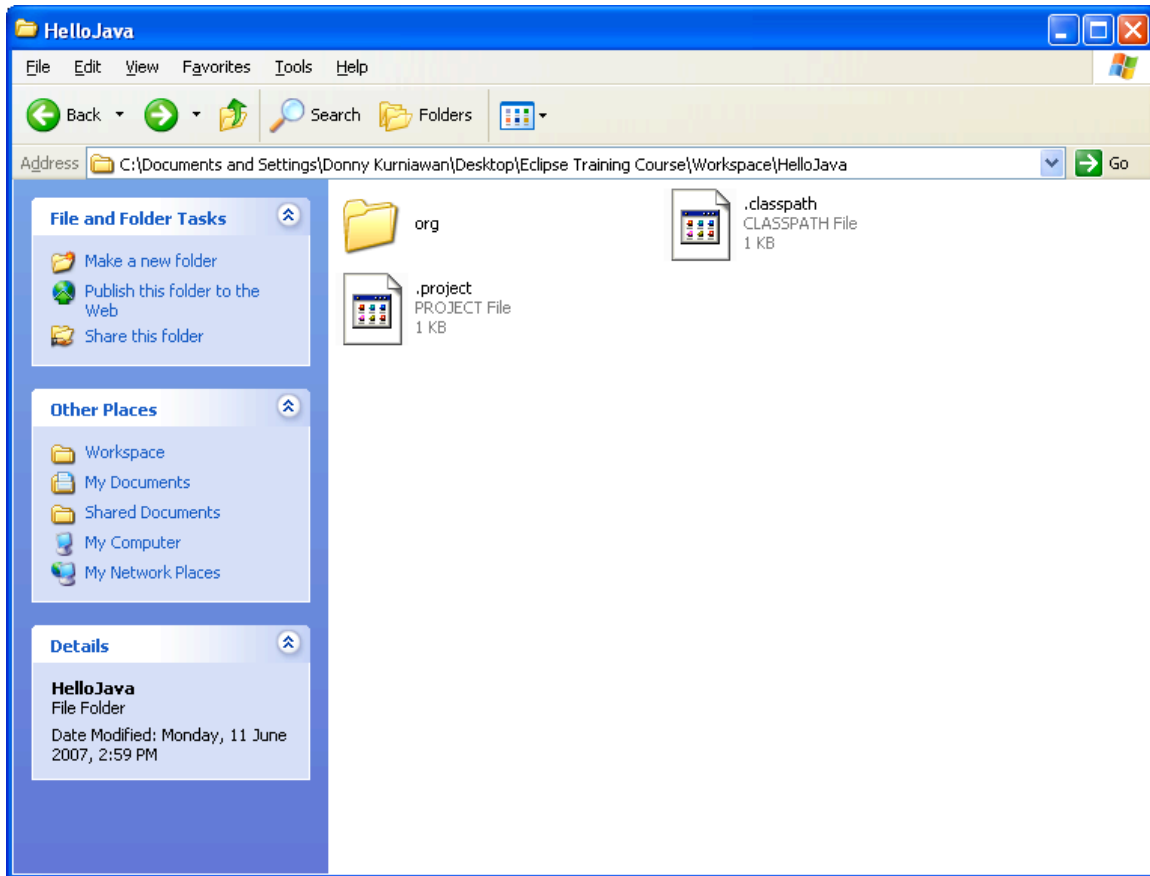 HelloJava
File Edit View Favorites Tools Help
Back Search Folders
Address C:\Documents and Settings\Donny Kurniawan\Desktop\Eclipse Training Course\Workspace\HelloJava Go
File and Folder Tasks
Make a new folder
Publish this folder to the
Web
Share this folder
Other Places
Workspace
My Documents
Shared Documents
My Computer
My Network Places
Details
HelloJava
File Folder
Date Modified: Monday, 11 June
2007, 2:59 PM
org
.classpath
CLASSPATH File
1 KB
.project
PROJECT File
1 KB